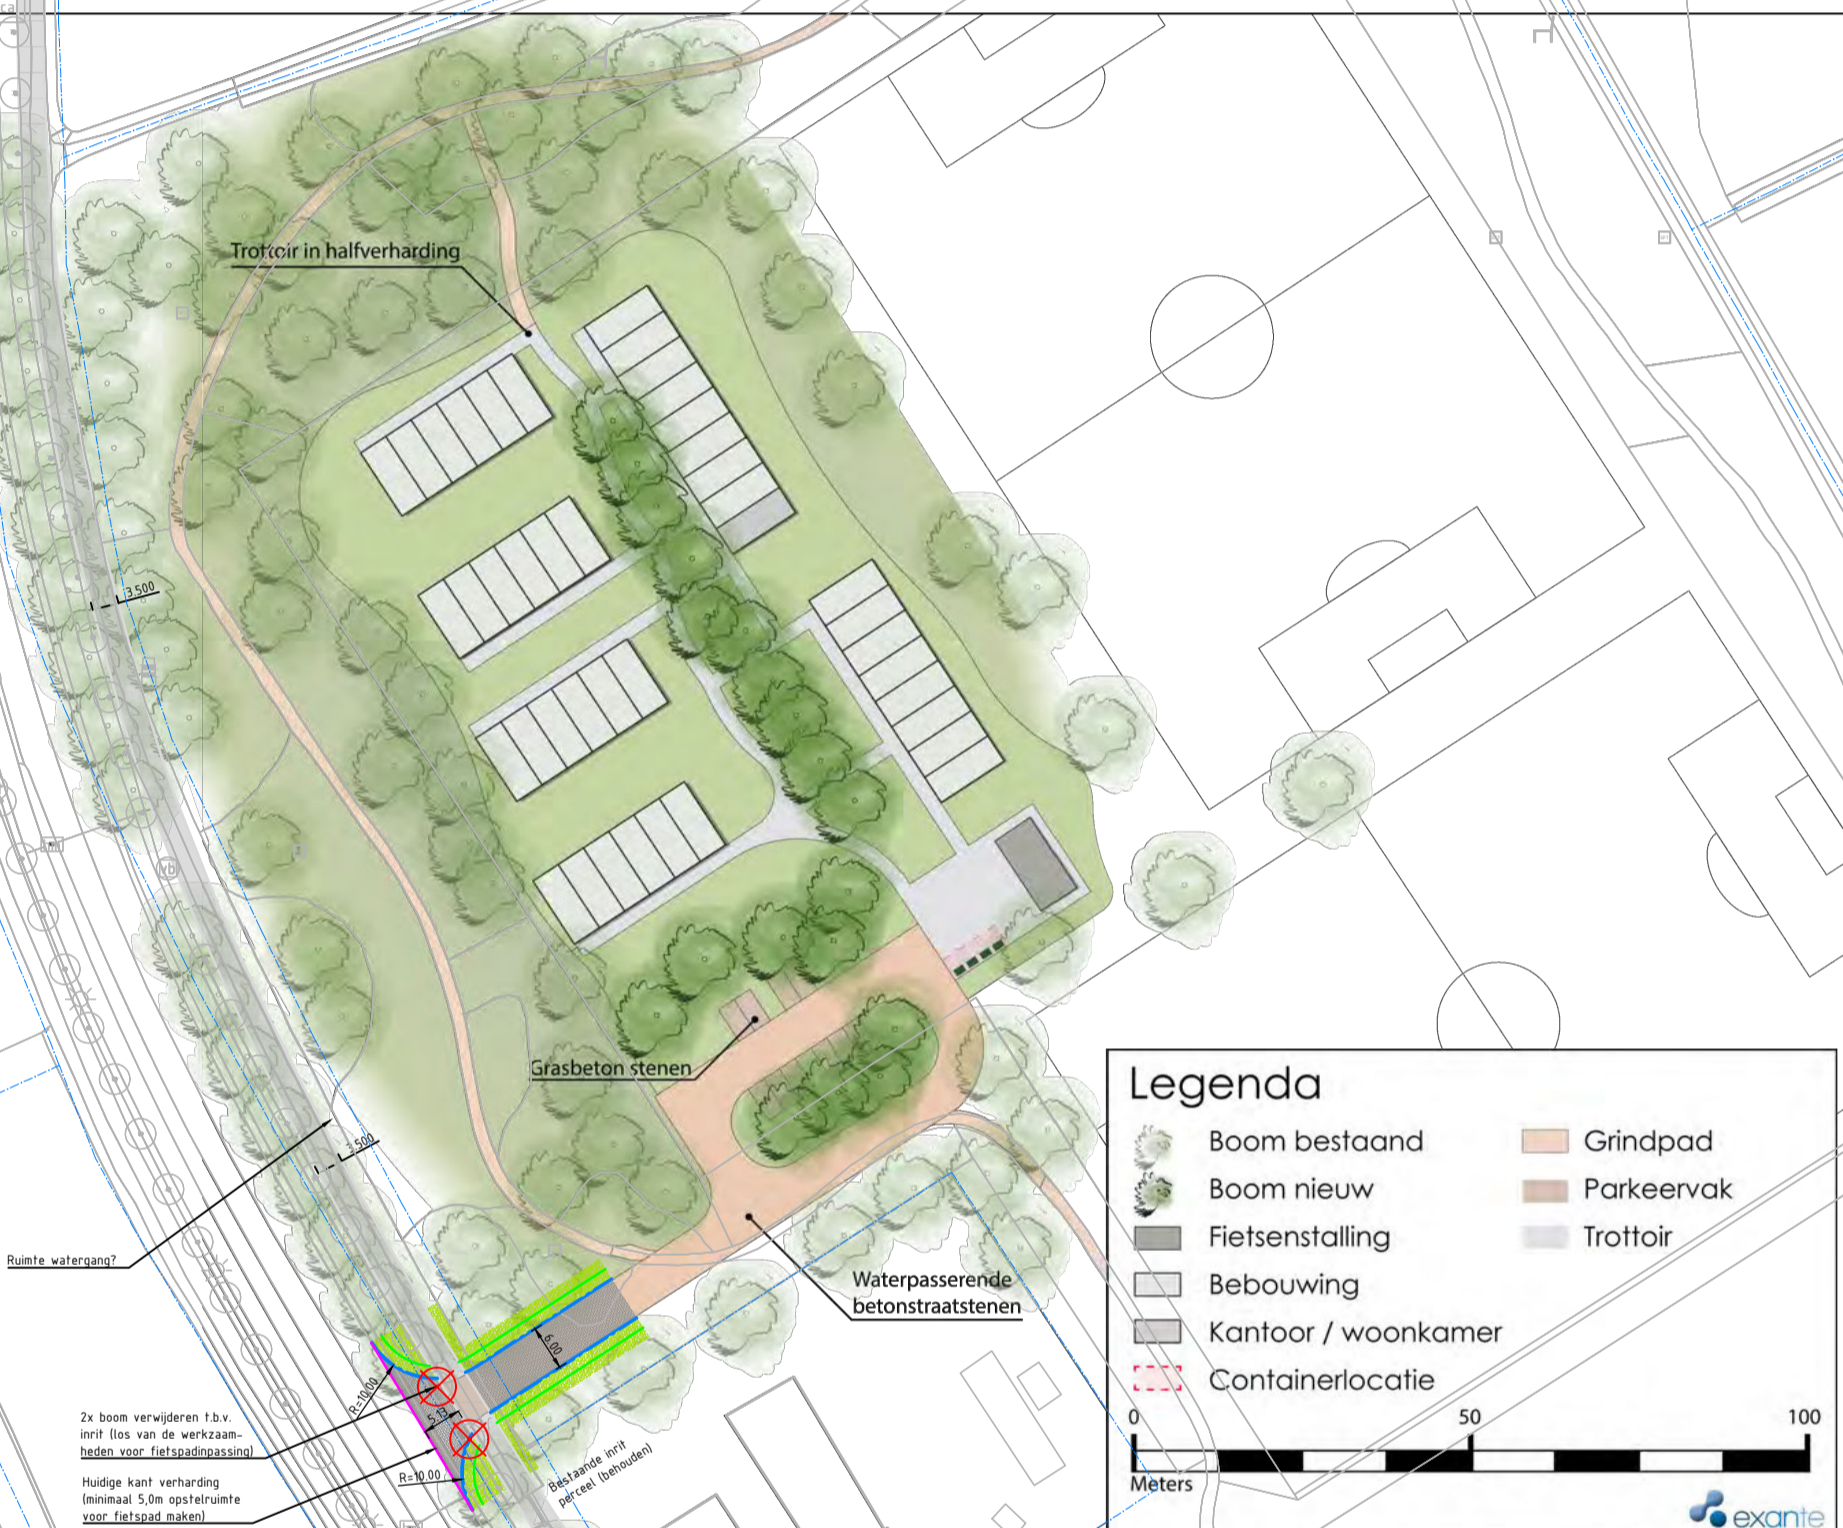 Trottoir in halfverharding
3.500
Grasbeton stenen
3.500
Ruimte watergang?
Waterpasserende
betonstraatstenen
6.00
R=10.00
5.13
R=10.00
2x boom verwijderen t.b.v.
inrit (los van de werkzaam-
heden voor fietspadinpassing)
Huidige kant verharding
(minimaal 5,0m opstelruimte
voor fietspad maken)
Bestaande inrit
perceel (behouden)
vb
Legenda
Boom bestaand
Boom nieuw
Fietsenstalling
Bebouwing
Kantoor / woonkamer
Containerlocatie
Grindpad
Parkeervak
Trottoir
0 50 100
Meters
exante